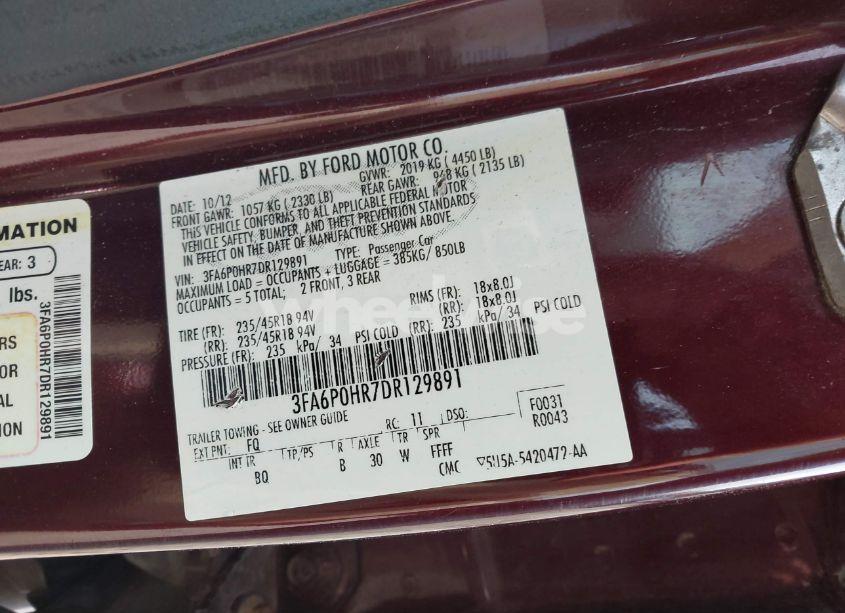 MFD. BY FORD MOTOR CO.
DATE: 10/12 GVWR: 2019 KG ( 4450 LB)
FRONT GAWR: 1057 KG ( 2330 LB) REAR GAWR: 968 KG ( 2135 LB)
THIS VEHICLE CONFORMS TO ALL APPLICABLE FEDERAL MOTOR
VEHICLE SAFETY, BUMPER, AND THEFT PREVENTION STANDARDS
IN EFFECT ON THE DATE OF MANUFACTURE SHOWN ABOVE.
VIN: 3FA6P0HR7DR129891 TYPE: Passenger Car
MAXIMUM LOAD = OCCUPANTS + LUGGAGE = 385KG/ 850LB
OCCUPANTS = 5 TOTAL; 2 FRONT, 3 REAR
wheelwise
TIRE (FR): 235/45R18 94V RIMS (FR): 18x8.0J
(RR): 235/45R18 94V (RR): 18x8.0J
PRESSURE (FR): 235 kPa/ 34 PSI COLD (RR): 235 kPa/ 34 PSI COLD
3FA6P0HR7DR129891
TRAILER TOWING - SEE OWNER GUIDE RC: 11 DSO: F0031
EXT PNT: FQ R0043
INT TR TP/PS R AXLE TR SPR
BQ B 30 W FFFF
CMC 5U5A-5420472-AA
MATION
EAR: 3
lbs.
RS
OR
AL
ION
3FA6P0HR7DR129891